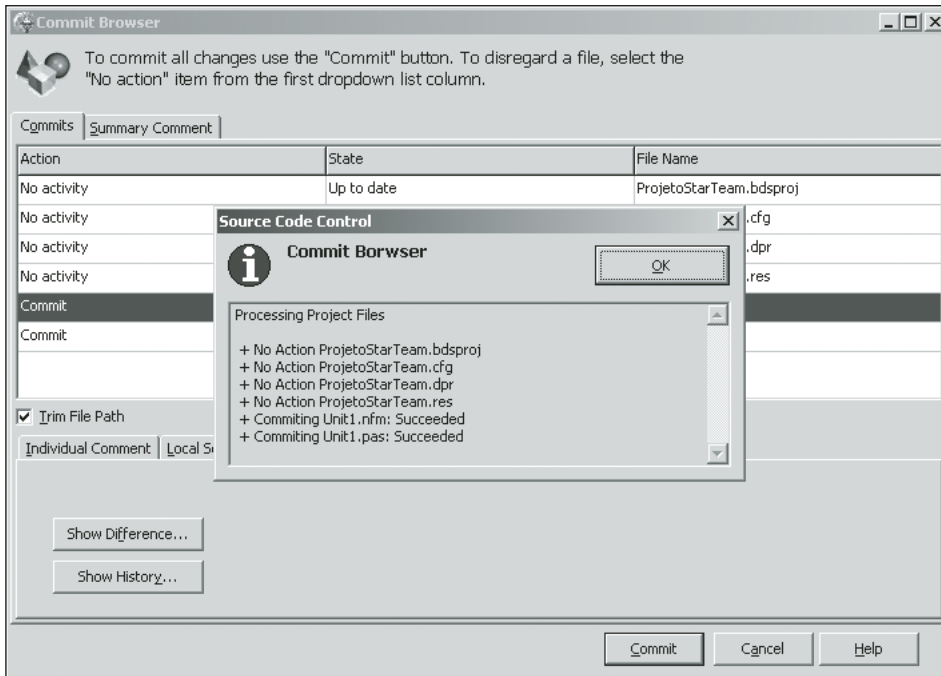 Commit Browser
To commit all changes use the "Commit" button. To disregard a file, select the
"No action" item from the first dropdown list column.
Commits Summary Comment
Action State File Name
No activity Up to date ProjetoStarTeam.bdsproj
No activity .cfg
No activity .dpr
No activity .res
Commit
Commit
Source Code Control
Commit Borwser
OK
Processing Project Files
+ No Action ProjetoStarTeam.bdsproj
+ No Action ProjetoStarTeam.cfg
+ No Action ProjetoStarTeam.dpr
+ No Action ProjetoStarTeam.res
+ Commiting Unit1.nfm: Succeeded
+ Commiting Unit1.pas: Succeeded
Trim File Path
Individual Comment Local
Show Difference...
Show History...
Commit Cancel Help